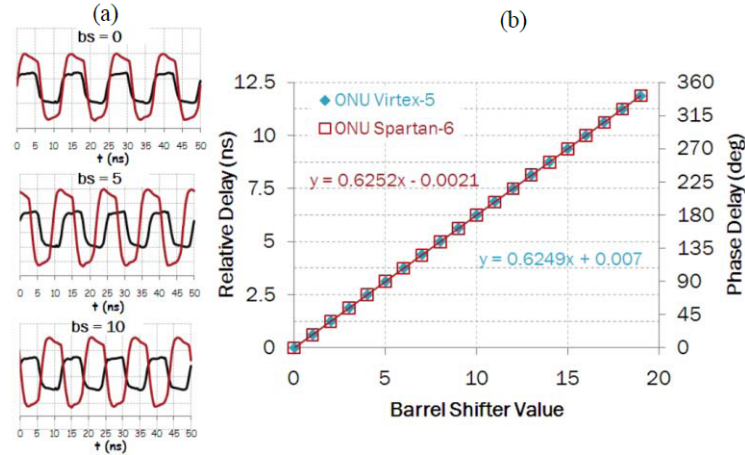 (a)
bs = 0
0 5 10 15 20 25 30 35 40 45 50
t (ns)
bs = 5
0 5 10 15 20 25 30 35 40 45 50
t (ns)
bs = 10
0 5 10 15 20 25 30 35 40 45 50
t (ns)
(b)
Relative Delay (ns)
12.5
10
7.5
5
2.5
0
ONU Virtex-5
ONU Spartan-6
y = 0.6252x - 0.0021
y = 0.6249x + 0.007
0 5 10 15 20
Barrel Shifter Value
360
315
270
225
180
135
90
45
0
Phase Delay (deg)